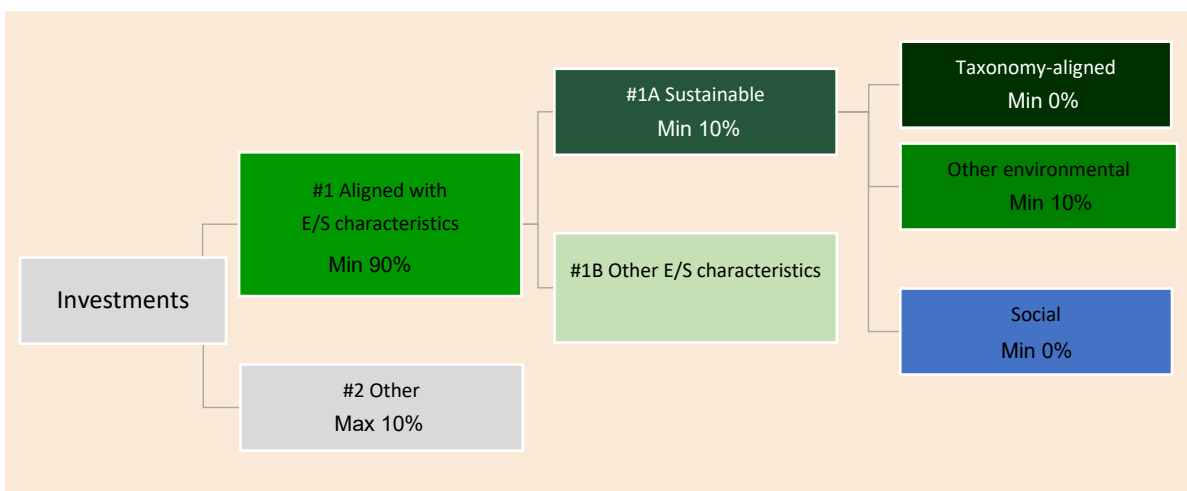 Investments
#1 Aligned with
E/S characteristics
Min 90%
#2 Other
Max 10%
#1A Sustainable
Min 10%
#1B Other E/S characteristics
Taxonomy-aligned
Min 0%
Other environmental
Min 10%
Social
Min 0%